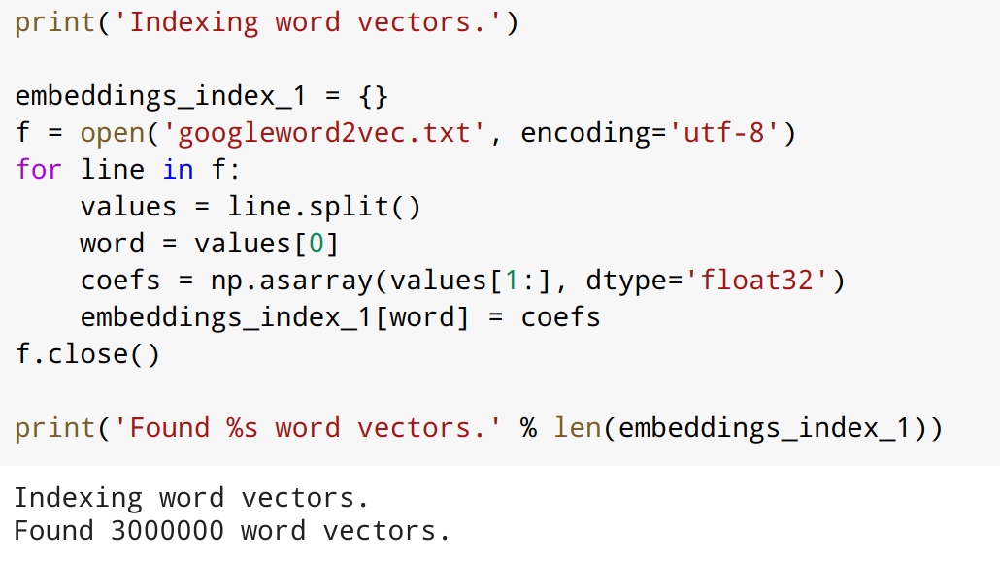 print('Indexing word vectors.')
embeddings_index_1 = {}
f = open('googleword2vec.txt', encoding='utf-8')
for line in f:
    values = line.split()
    word = values[0]
    coefs = np.asarray(values[1:], dtype='float32')
    embeddings_index_1[word] = coefs
f.close()
print('Found %s word vectors.' % len(embeddings_index_1))
Indexing word vectors.
Found 3000000 word vectors.